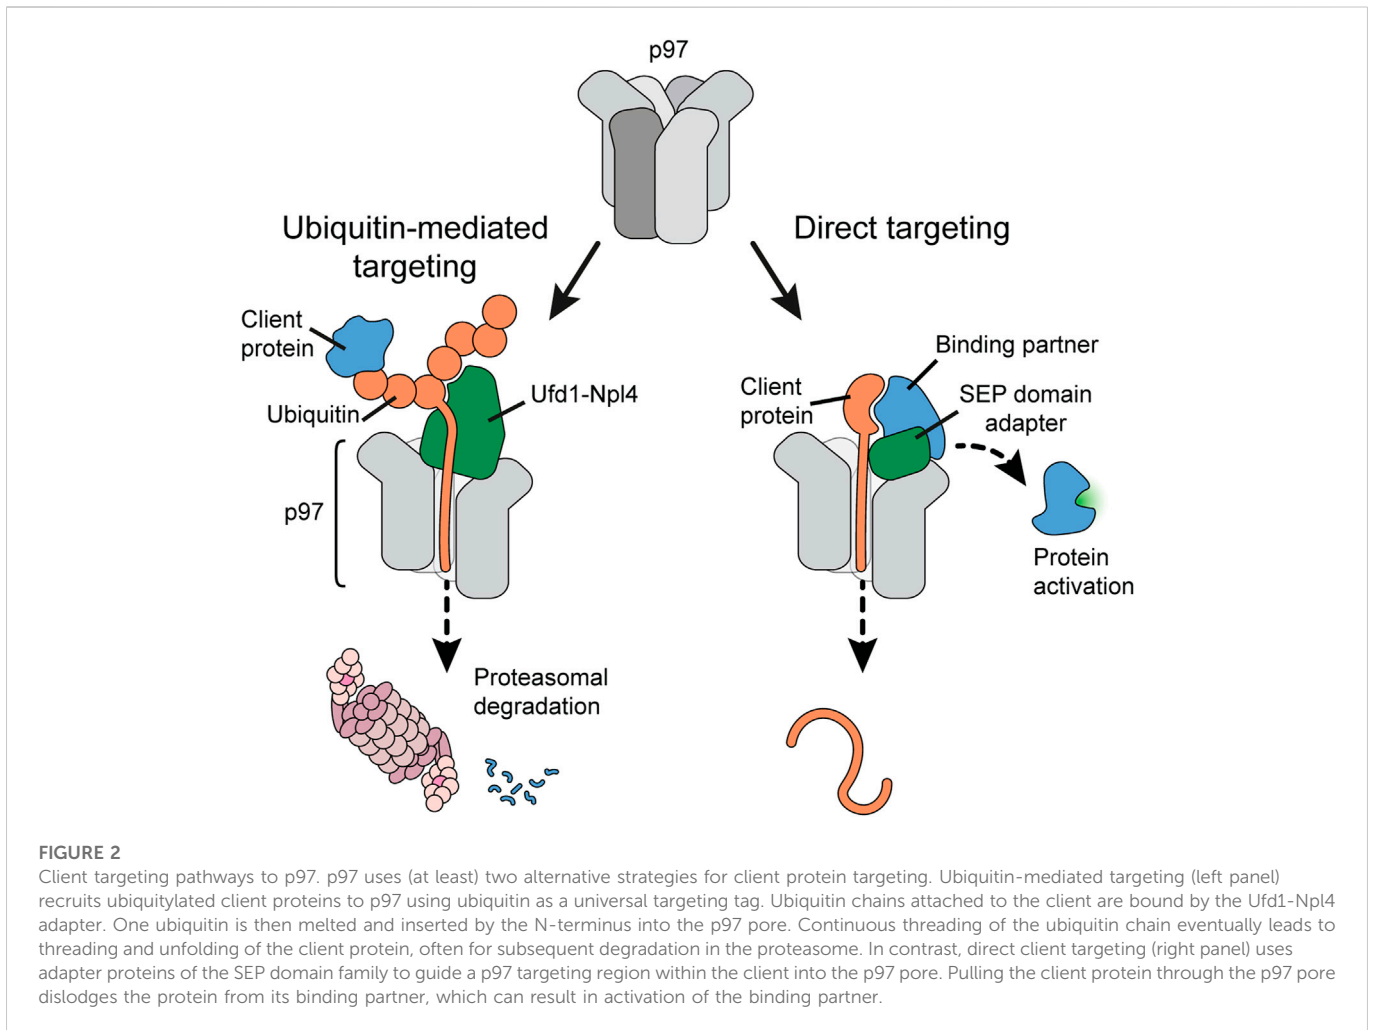 p97
Ubiquitin-mediated
targeting
Direct targeting
Client
protein
Ubiquitin
Ufd1-Npl4
p97
Proteasomal
degradation
Binding partner
Client
protein
SEP domain
adapter
Protein
activation
FIGURE 2
Client targeting pathways to p97. p97 uses (at least) two alternative strategies for client protein targeting. Ubiquitin-mediated targeting (left panel)
recruits ubiquitylated client proteins to p97 using ubiquitin as a universal targeting tag. Ubiquitin chains attached to the client are bound by the Ufd1-Npl4
adapter. One ubiquitin is then melted and inserted by the N-terminus into the p97 pore. Continuous threading of the ubiquitin chain eventually leads to
threading and unfolding of the client protein, often for subsequent degradation in the proteasome. In contrast, direct client targeting (right panel) uses
adapter proteins of the SEP domain family to guide a p97 targeting region within the client into the p97 pore. Pulling the client protein through the p97 pore
dislodges the protein from its binding partner, which can result in activation of the binding partner.